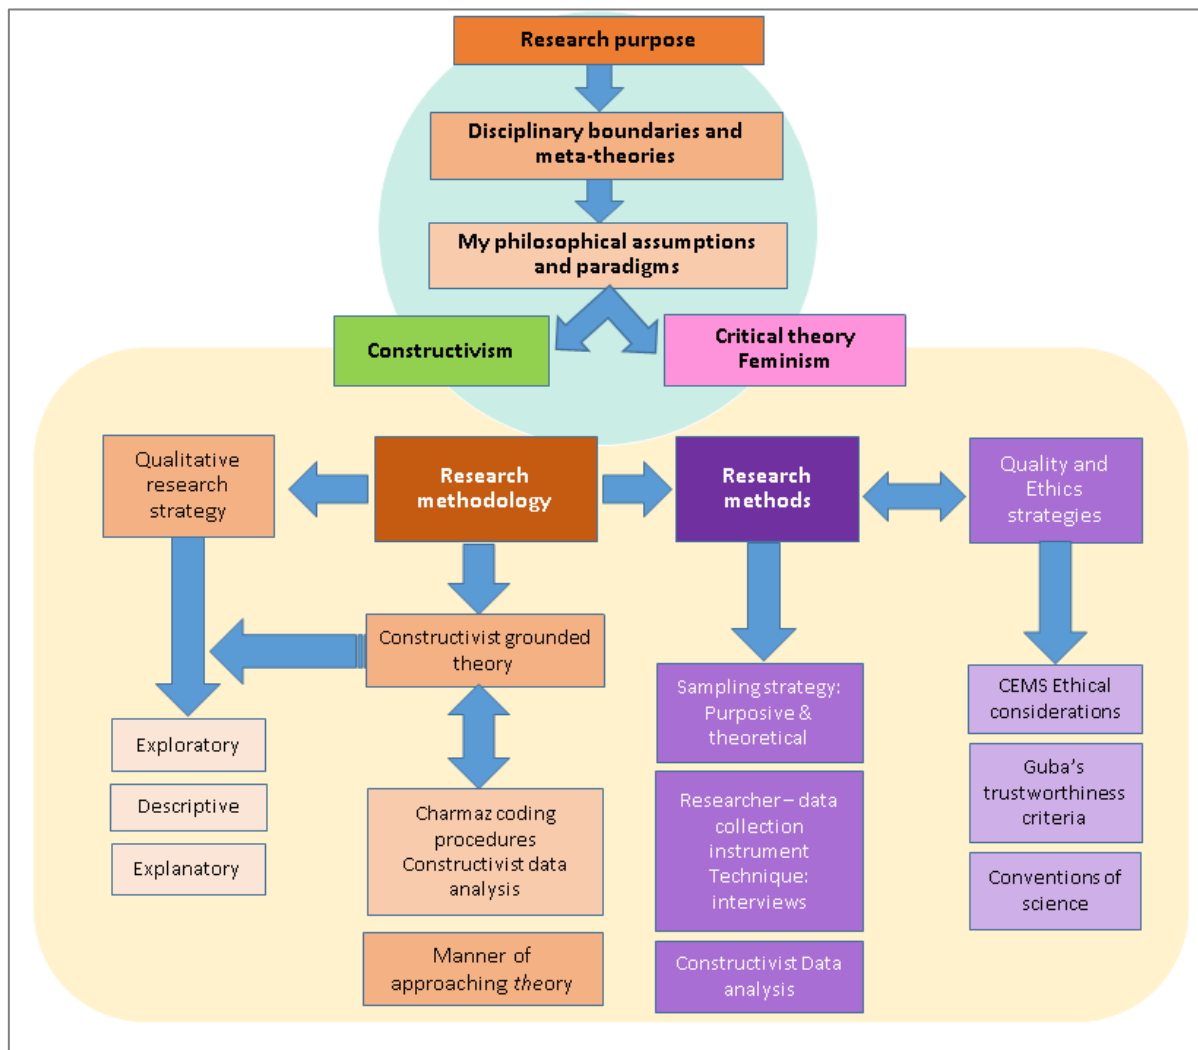 Research purpose
Disciplinary boundaries and
meta-theories
My philosophical assumptions
and paradigms
Constructivism
Critical theory
Feminism
Qualitative
research
strategy
Research
methodology
Research
methods
Quality and
Ethics
strategies
Constructivist grounded
theory
Exploratory
Descriptive
Explanatory
Charmaz coding
procedures
Constructivist data
analysis
Manner of
approaching theory
Sampling strategy:
Purposive &
theoretical
Researcher – data
collection
instrument
Technique:
interviews
Constructivist Data
analysis
CEMS Ethical
considerations
Guba's
trustworthiness
criteria
Conventions of
science